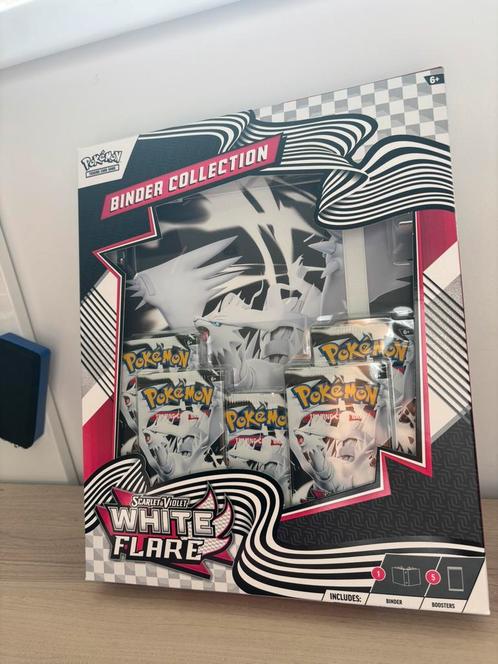 6+
POKéMON
TRADING CARD GAME
BINDER COLLECTION
POKéMON
POKéMON
6+
POKéMON
POKéMON
POKéMON
SCARLET & VIOLET
WHITE
FLARE
INCLUDES:
1
BINDER
5
BOOSTERS